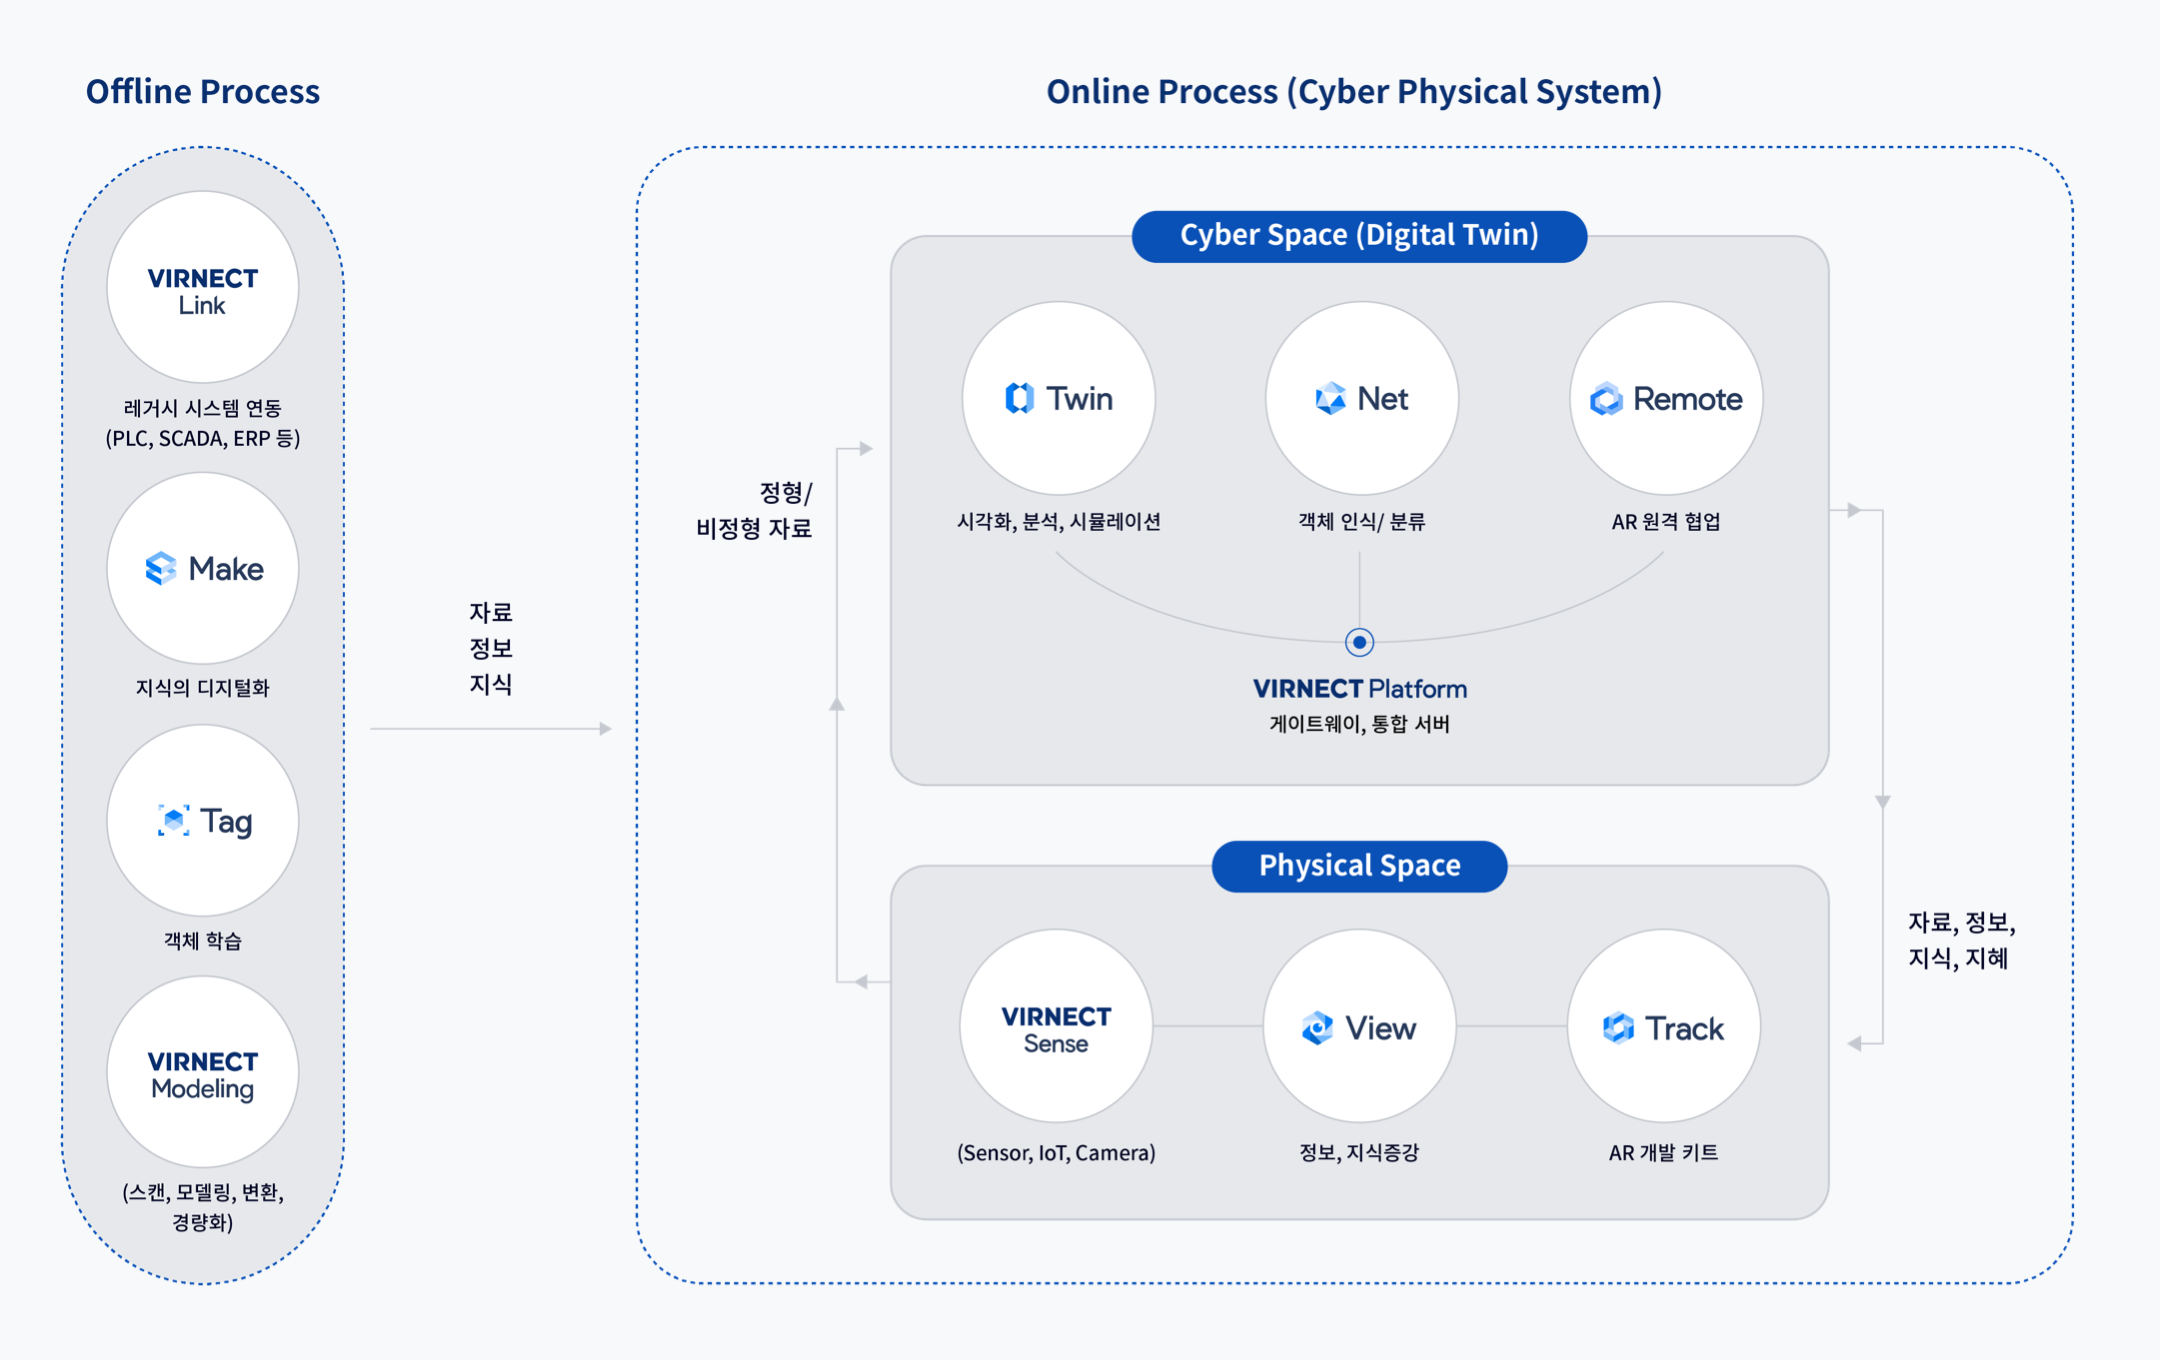 Offline Process
VIRNECT
Link
레거시 시스템 연동
(PLC, SCADA, ERP 등)
Make
지식의 디지털화
Tag
객체 학습
VIRNECT
Modeling
(스캔, 모델링, 변환,
경량화)
자료
정보
지식
Online Process (Cyber Physical System)
정형/
비정형 자료
Cyber Space (Digital Twin)
Twin
시각화, 분석, 시뮬레이션
Net
객체 인식/ 분류
Remote
AR 원격 협업
VIRNECT Platform
게이트웨이, 통합 서버
Physical Space
VIRNECT
Sense
(Sensor, IoT, Camera)
View
정보, 지식증강
Track
AR 개발 키트
자료, 정보,
지식, 지혜